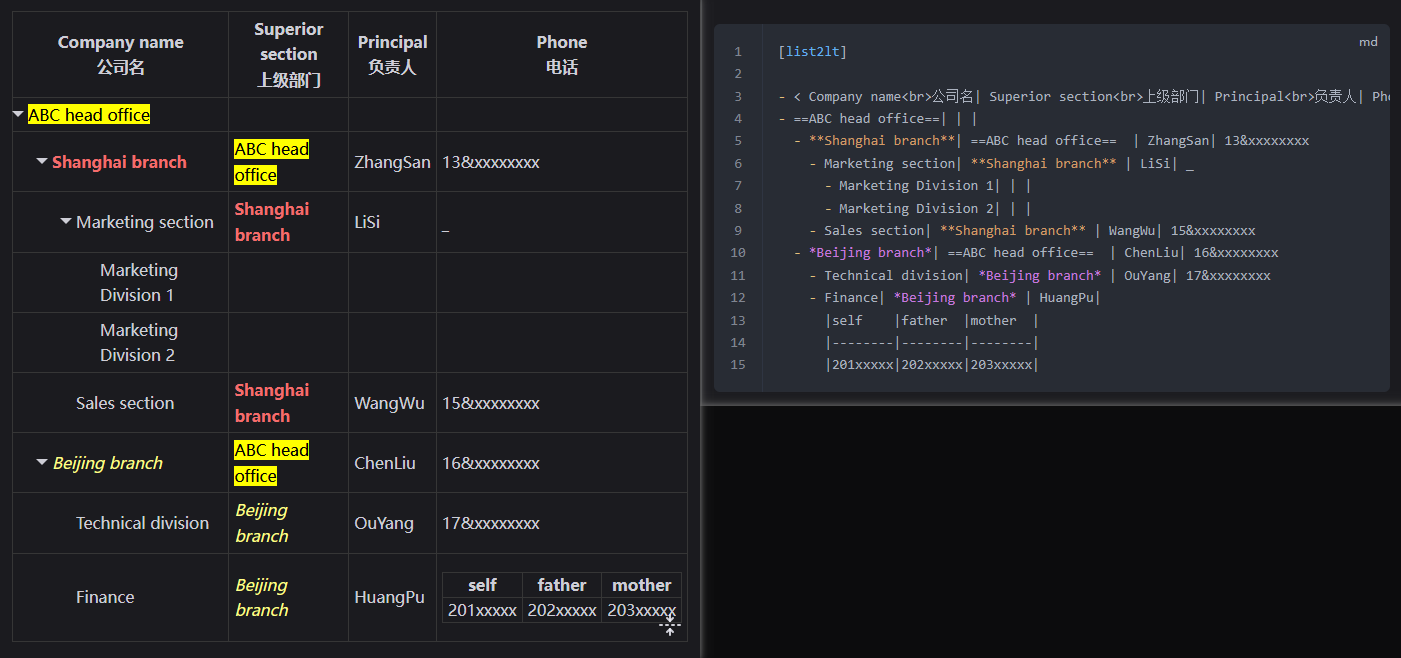 Company name
公司名
Superior
section
上级部门
Principal
负责人
Phone
电话
ABC head office
Shanghai branch
ABC head
office
ZhangSan
13&xxxxxxxx
Marketing section
Shanghai
branch
LiSi
_
Marketing
Division 1
Marketing
Division 2
Sales section
Shanghai
branch
WangWu
15&xxxxxxxx
Beijing branch
ABC head
office
ChenLiu
16&xxxxxxxx
Technical division
Beijing
branch
OuYang
17&xxxxxxxx
Finance
Beijing
branch
HuangPu
self father mother
201xxxxx 202xxxxx 203xxxxx
md
1 [list2lt]
2
3 - < Company name<br>公司名| Superior section<br>上级部门| Principal<br>负责人| Pho
4 - ==ABC head office==| | |
5   - **Shanghai branch**| ==ABC head office==  | ZhangSan| 13&xxxxxxxx
6     - Marketing section| **Shanghai branch** | LiSi| _
7       - Marketing Division 1| | |
8       - Marketing Division 2| | |
9     - Sales section| **Shanghai branch** | WangWu| 15&xxxxxxxx
10   - *Beijing branch*| ==ABC head office==  | ChenLiu| 16&xxxxxxxx
11     - Technical division| *Beijing branch* | OuYang| 17&xxxxxxxx
12     - Finance| *Beijing branch* | HuangPu|
13       |self    |father  |mother  |
14       |--------|--------|--------|
15       |201xxxxx|202xxxxx|203xxxxx|